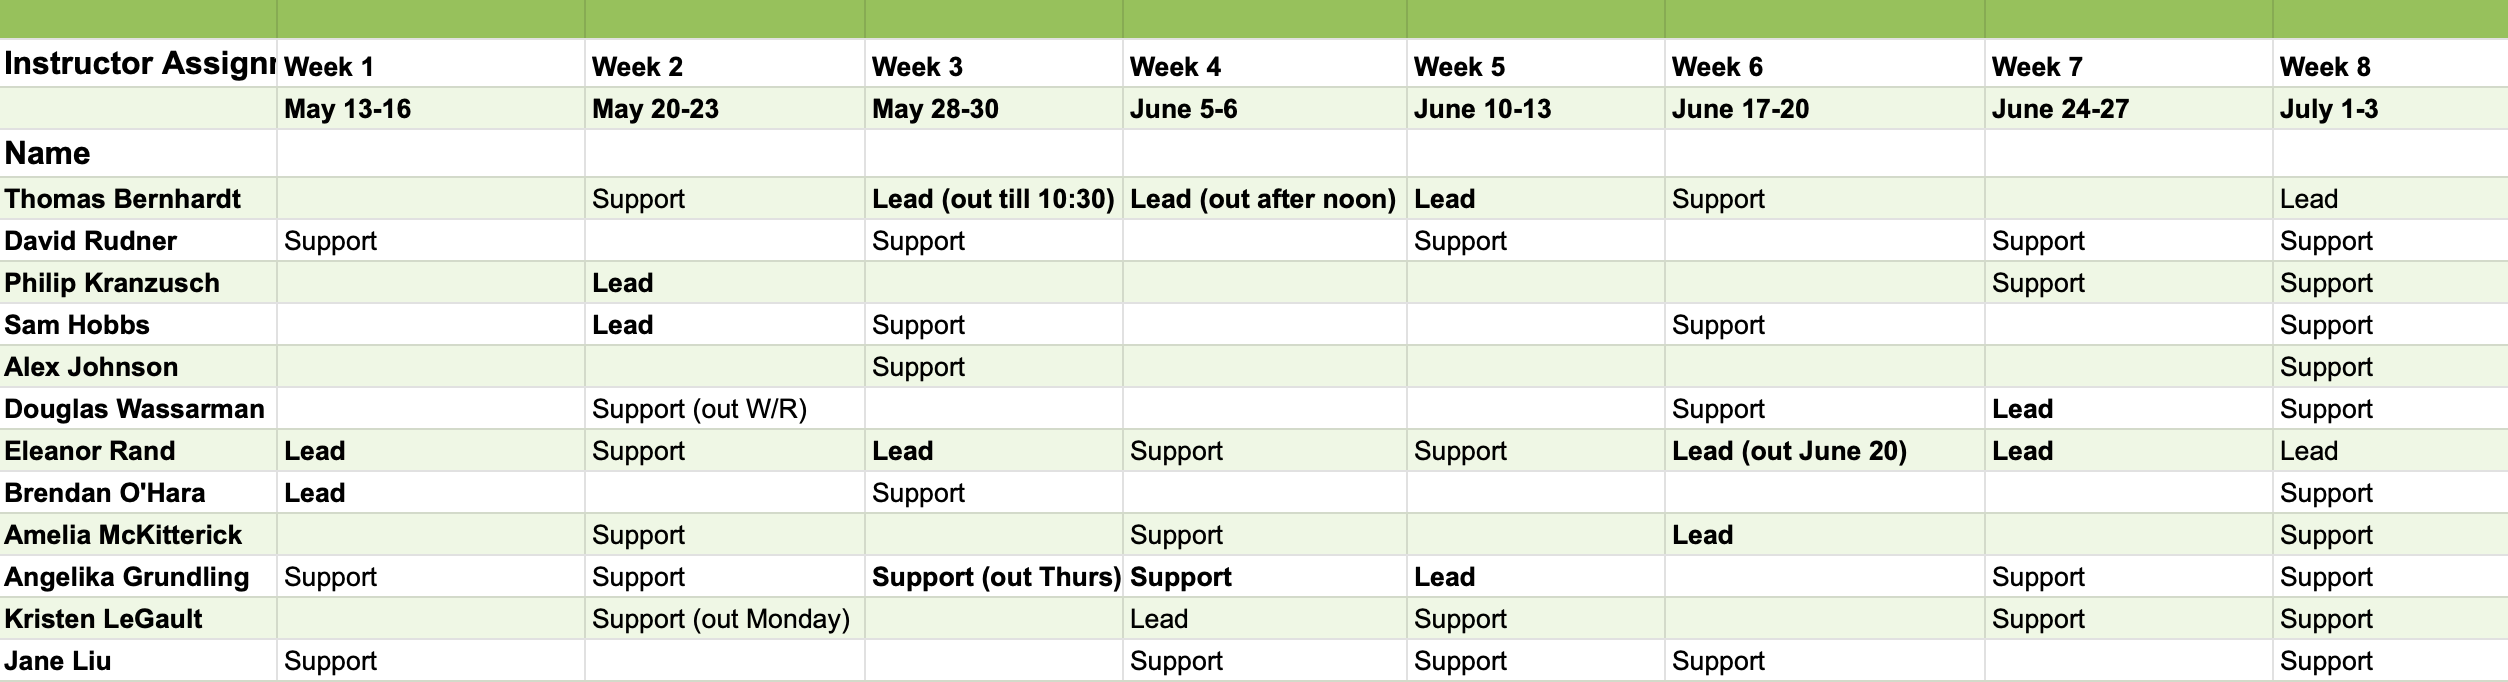 Instructor Assignr Week 1 Week 2 Week 3 Week 4 Week 5 Week 6 Week 7 Week 8
May 13-16 May 20-23 May 28-30 June 5-6 June 10-13 June 17-20 June 24-27 July 1-3
Name
Thomas Bernhardt Support Lead (out till 10:30) Lead (out after noon) Lead Support Lead
David Rudner Support Support Support Support Support
Philip Kranzusch Lead Support Support
Sam Hobbs Lead Support Support Support
Alex Johnson Support Support
Douglas Wassarman Support (out W/R) Support Lead Support
Eleanor Rand Lead Support Lead Support Support Lead (out June 20) Lead Lead
Brendan O'Hara Lead Support Support
Amelia McKitterick Support Support Lead Support
Angelika Grundling Support Support Support (out Thurs) Support Lead Support Support
Kristen LeGault Support (out Monday) Lead Support Support Support
Jane Liu Support Support Support Support Support